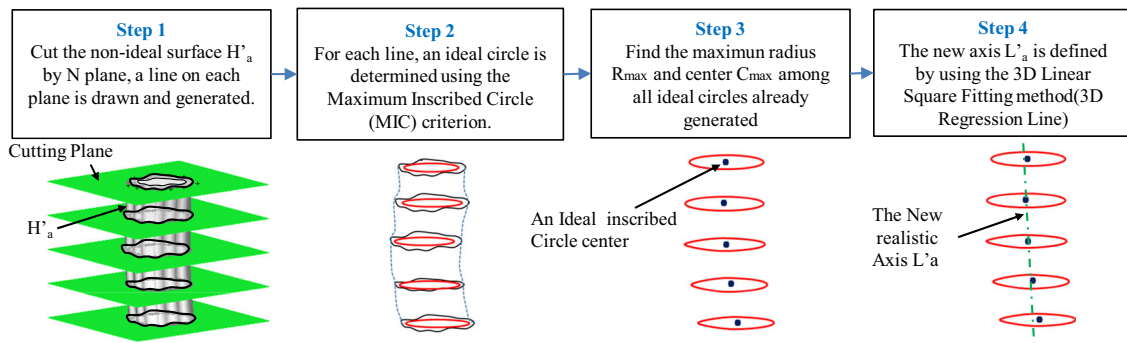 Step 1
Cut the non-ideal surface H'a
by N plane, a line on each
plane is drawn and generated.
Step 2
For each line, an ideal circle is
determined using the
Maximum Inscribed Circle
(MIC) criterion.
Step 3
Find the maximun radius
Rmax and center Cmax among
all ideal circles already
generated
Step 4
The new axis L'a is defined
by using the 3D Linear
Square Fitting method(3D
Regression Line)
Cutting Plane
H'a
An Ideal inscribed
Circle center
The New
realistic
Axis L'a